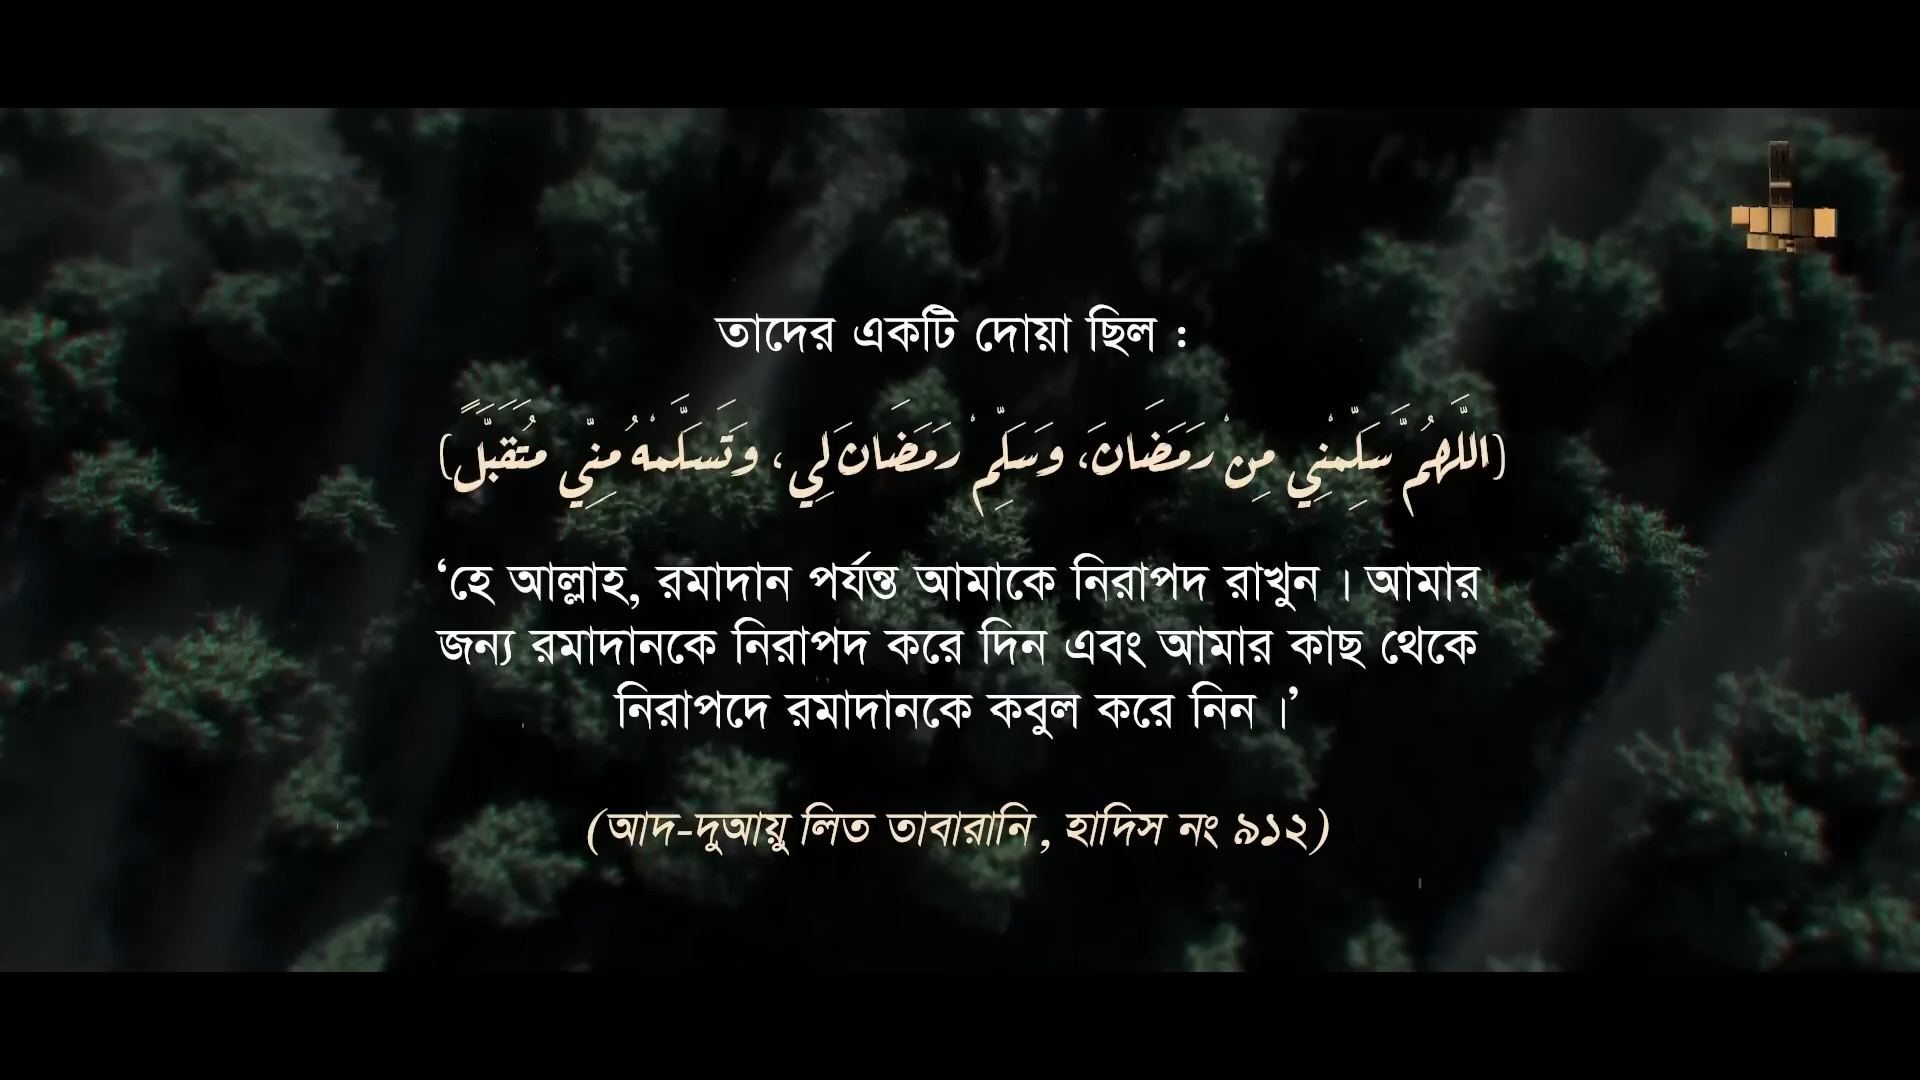 তাদের একটি দোয়া ছিল :
(اللَّهُمَّ سَلِّمْنِي مِنْ رَمَضَانَ، وَسَلِّمْ رَمَضَانَ لِي، وَتَسَلَّمْهُ مِنِّي مُتَقَبَّلًا)
‘হে আল্লাহ, রমাদান পর্যন্ত আমাকে নিরাপদ রাখুন । আমার
জন্য রমাদানকে নিরাপদ করে দিন এবং আমার কাছ থেকে
নিরাপদে রমাদানকে কবুল করে নিন ।’
(আদ-দুআয়ু লিত তাবারানি, হাদিস নং ৯১২)